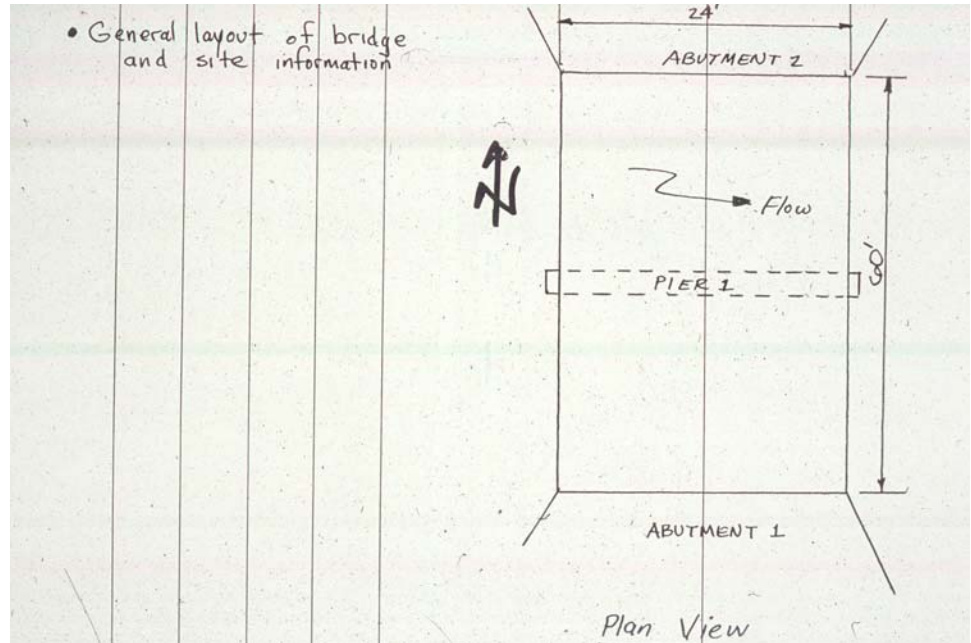 • General layout of bridge
and site information
24'
ABUTMENT 2
N
Flow
PIER 1
ABUTMENT 1
Plan View